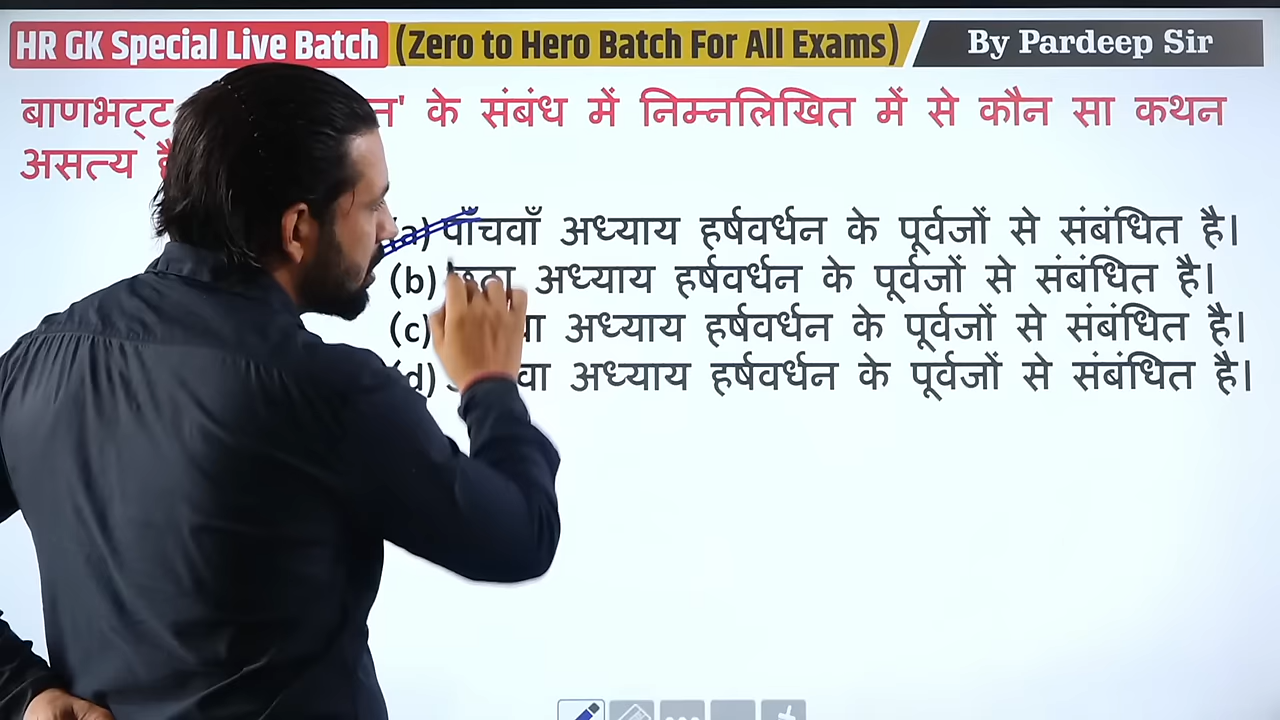 HR GK Special Live Batch (Zero to Hero Batch For All Exams) By Pardeep Sir
बाणभट्ट के संबंध में निम्नलिखित में से कौन सा कथन
असत्य
(a) पाँचवाँ अध्याय हर्षवर्धन के पूर्वजों से संबंधित है।
(b) अध्याय हर्षवर्धन के पूर्वजों से संबंधित है।
(c) अध्याय हर्षवर्धन के पूर्वजों से संबंधित है।
(d) अध्याय हर्षवर्धन के पूर्वजों से संबंधित है।